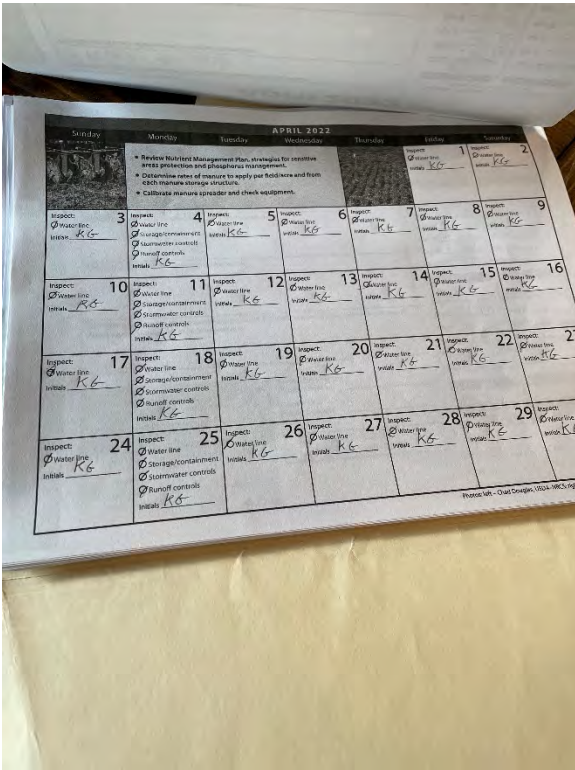 APRIL 2022
Sunday Monday Tuesday Wednesday Thursday Friday Saturday
• Review Nutrient Management Plan, strategies for sensitive
areas protection and phosphorus management.
• Determine rates of manure to apply per field/acre and from
each manure storage structure.
• Calibrate manure spreader and check equipment.
Inspect: 1
Water line
Initials KG
Inspect: 2
Water line
Initials KG
Inspect: 3
Water line
Initials KG
Inspect: 4
Water line
Storage/containment
Stormwater controls
Runoff controls
Initials KG
Inspect: 5
Water line
Initials KG
Inspect: 6
Water line
Initials KG
Inspect: 7
Water line
Initials KG
Inspect: 8
Water line
Initials KG
Inspect: 9
Water line
Initials KG
Inspect: 10
Water line
Initials KG
Inspect: 11
Water line
Storage/containment
Stormwater controls
Runoff controls
Initials KG
Inspect: 12
Water line
Initials KG
Inspect: 13
Water line
Initials KG
Inspect: 14
Water line
Initials KG
Inspect: 15
Water line
Initials KG
Inspect: 16
Water line
Initials KG
Inspect: 17
Water line
Initials KG
Inspect: 18
Water line
Storage/containment
Stormwater controls
Runoff controls
Initials KG
Inspect: 19
Water line
Initials KG
Inspect: 20
Water line
Initials KG
Inspect: 21
Water line
Initials KG
Inspect: 22
Water line
Initials KG
Inspect:
Water line
Initials KG
Inspect: 24
Water line
Initials KG
Inspect: 25
Water line
Storage/containment
Stormwater controls
Runoff controls
Initials KG
Inspect: 26
Water line
Initials KG
Inspect: 27
Water line
Initials KG
Inspect: 28
Water line
Initials KG
Inspect: 29
Water line
Initials KG
Inspect:
Water line
Photos: left – Chad Douglas, USDA-NRCS;